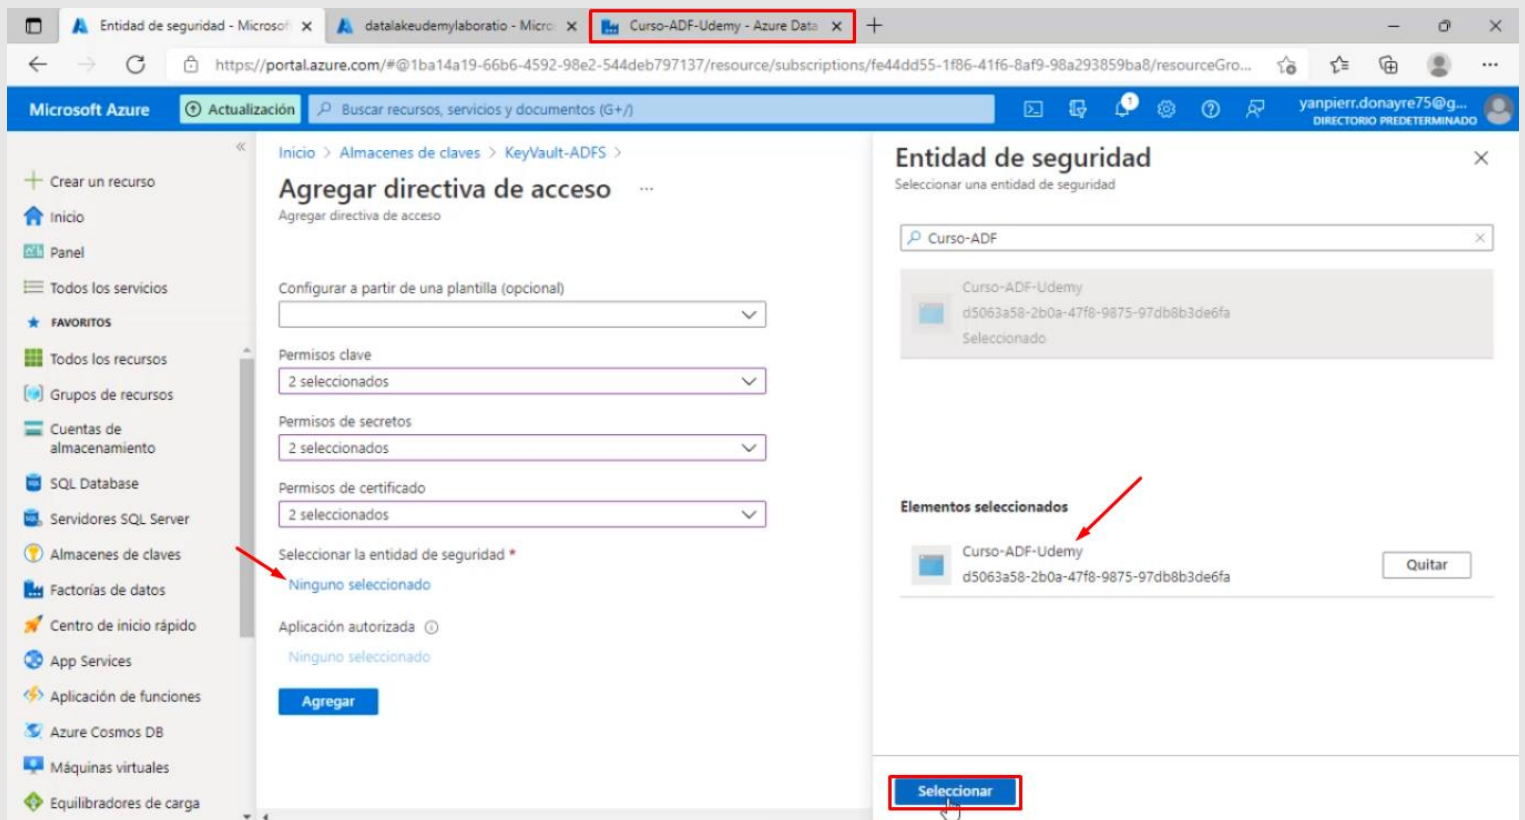 Entidad de seguridad - Microsof
datalakeudemylaboratio - Micro
Curso-ADF-Udemy - Azure Data
https://portal.azure.com/#@1ba14a19-66b6-4592-98e2-544deb797137/resource/subscriptions/fe44dd55-1f86-41f6-8af9-98a293859ba8/resourceGro...
Microsoft Azure
Actualización
Buscar recursos, servicios y documentos (G+/)
1
yanpierr.donayre75@g...
DIRECTORIO PREDETERMINADO
Crear un recurso
Inicio
Panel
Todos los servicios
FAVORITOS
Todos los recursos
Grupos de recursos
Cuentas de
almacenamiento
SQL Database
Servidores SQL Server
Almacenes de claves
Factorías de datos
Centro de inicio rápido
App Services
Aplicación de funciones
Azure Cosmos DB
Máquinas virtuales
Equilibradores de carga
Inicio > Almacenes de claves > KeyVault-ADFS >
Agregar directiva de acceso ...
Agregar directiva de acceso
Configurar a partir de una plantilla (opcional)
Permisos clave
2 seleccionados
Permisos de secretos
2 seleccionados
Permisos de certificado
2 seleccionados
Seleccionar la entidad de seguridad *
Ninguno seleccionado
Aplicación autorizada
Ninguno seleccionado
Agregar
Entidad de seguridad
Seleccionar una entidad de seguridad
Curso-ADF
Curso-ADF-Udemy
d5063a58-2b0a-47f8-9875-97db8b3de6fa
Seleccionado
Elementos seleccionados
Curso-ADF-Udemy
d5063a58-2b0a-47f8-9875-97db8b3de6fa
Quitar
Seleccionar